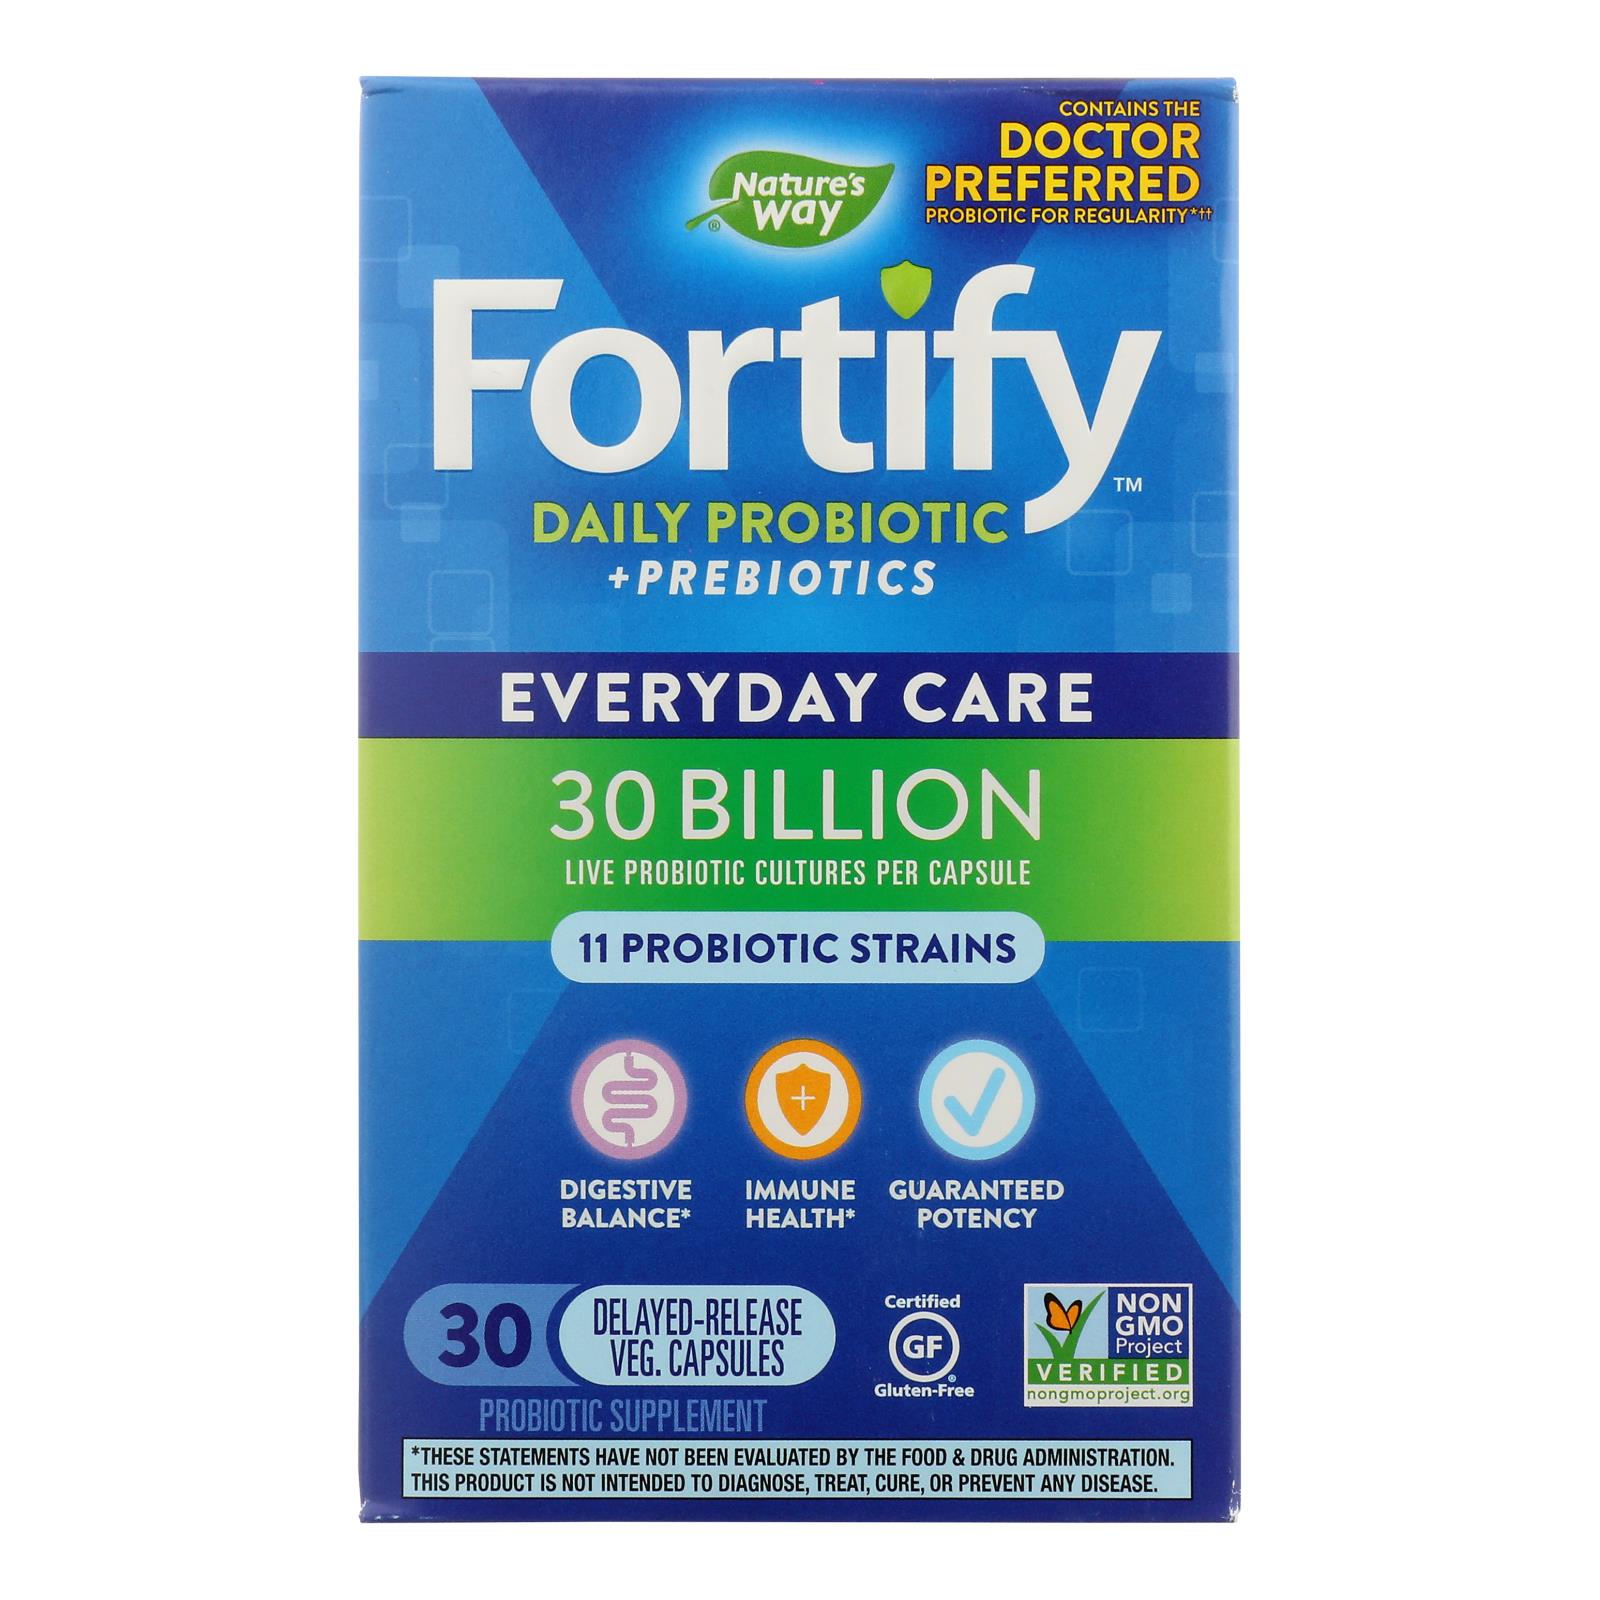 CONTAINS THE
DOCTOR
PREFERRED
PROBIOTIC FOR REGULARITY*††
Nature's
Way®
Fortify™
DAILY PROBIOTIC
+PREBIOTICS
EVERYDAY CARE
30 BILLION
LIVE PROBIOTIC CULTURES PER CAPSULE
11 PROBIOTIC STRAINS
DIGESTIVE
BALANCE*
IMMUNE
HEALTH*
GUARANTEED
POTENCY
30
DELAYED-RELEASE
VEG. CAPSULES
PROBIOTIC SUPPLEMENT
Certified
GF®
Gluten-Free
NON
GMO
Project
VERIFIED
nongmoproject.org
*THESE STATEMENTS HAVE NOT BEEN EVALUATED BY THE FOOD & DRUG ADMINISTRATION.
THIS PRODUCT IS NOT INTENDED TO DIAGNOSE, TREAT, CURE, OR PREVENT ANY DISEASE.